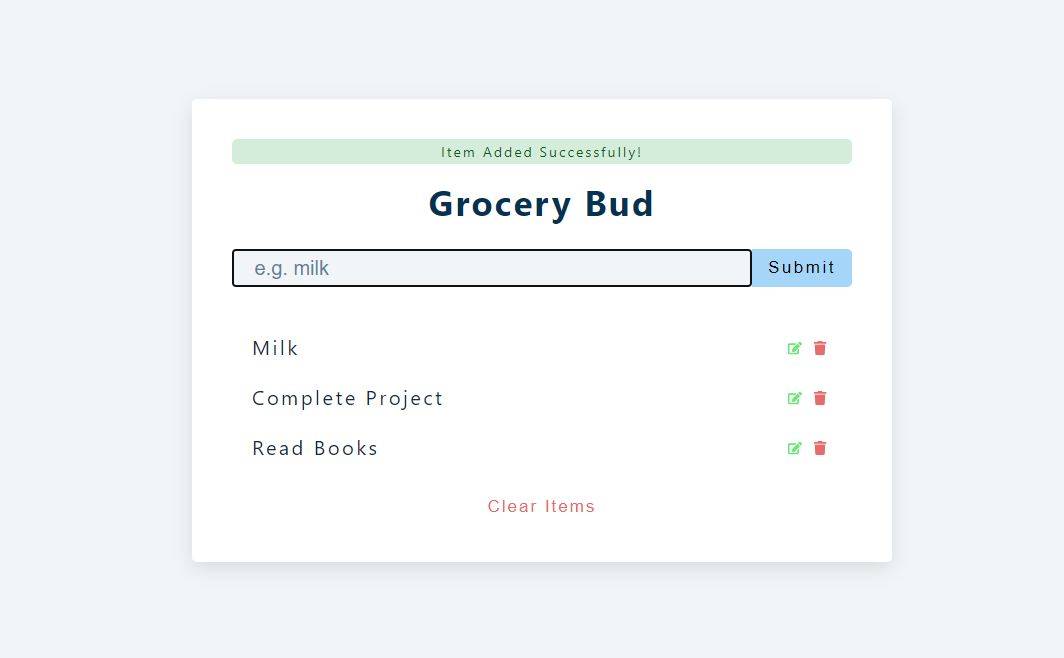 Item Added Successfully!
Grocery Bud
e.g. milk
Submit
Milk
Complete Project
Read Books
Clear Items